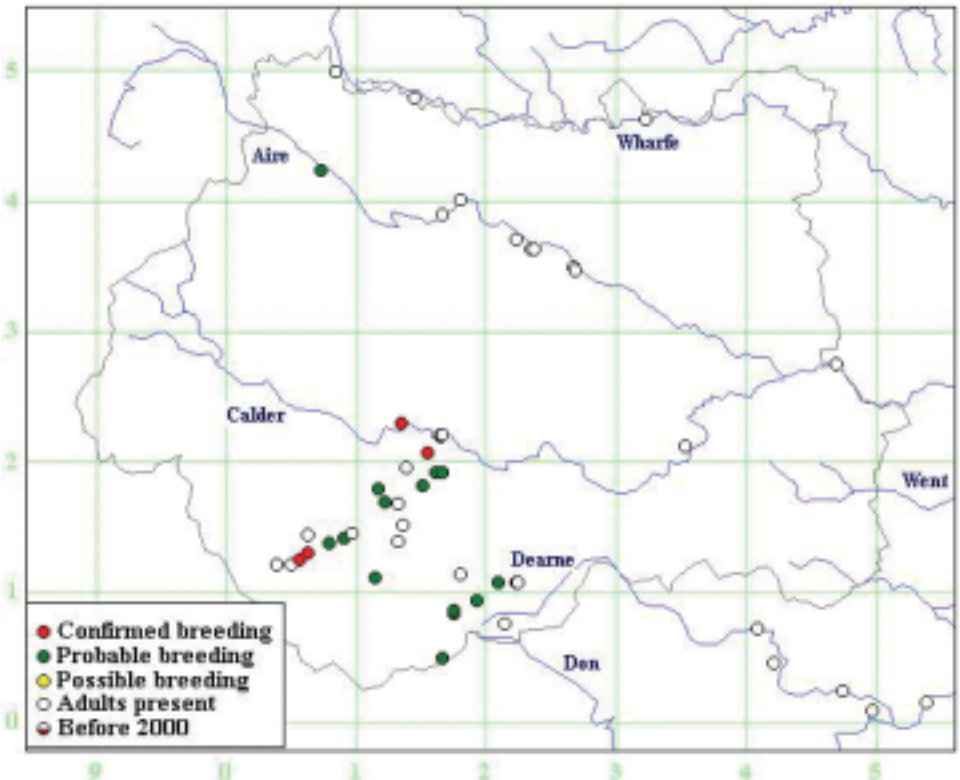 5
Aire
Wharfe
4
3
Calder
2
Went
Dearne
1
Confirmed breeding
Probable breeding
Possible breeding
Adults present
Before 2000
Don
0
9 0 1 2 3 4 5